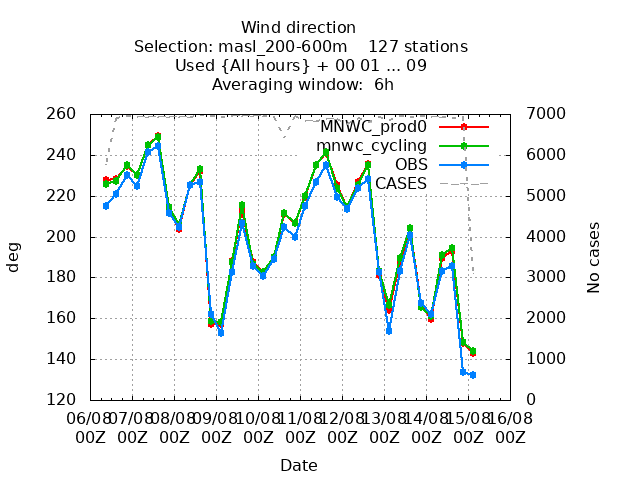 Wind direction
Selection: masl_200-600m    127 stations
Used {All hours} + 00 01 ... 09
Averaging window:  6h
260 7000
MNWC_prod0
mnwc_cycling
240 6000
OBS
CASES
220 5000
200 4000
deg
No cases
180 3000
160 2000
140 1000
120 0
06/08 07/08 08/08 09/08 10/08 11/08 12/08 13/08 14/08 15/08 16/08
00Z 00Z 00Z 00Z 00Z 00Z 00Z 00Z 00Z 00Z 00Z
Date